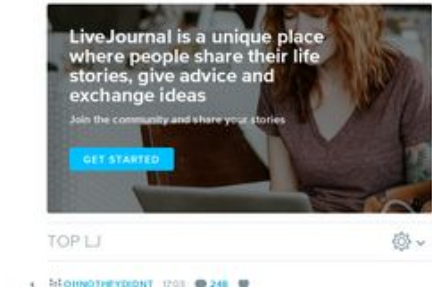 LiveJournal is a unique place
where people share their life
stories, give advice and
exchange ideas
Join the community and share your stories
GET STARTED
TOP LJ
OHNOTHEYDIDNT 17:03 248